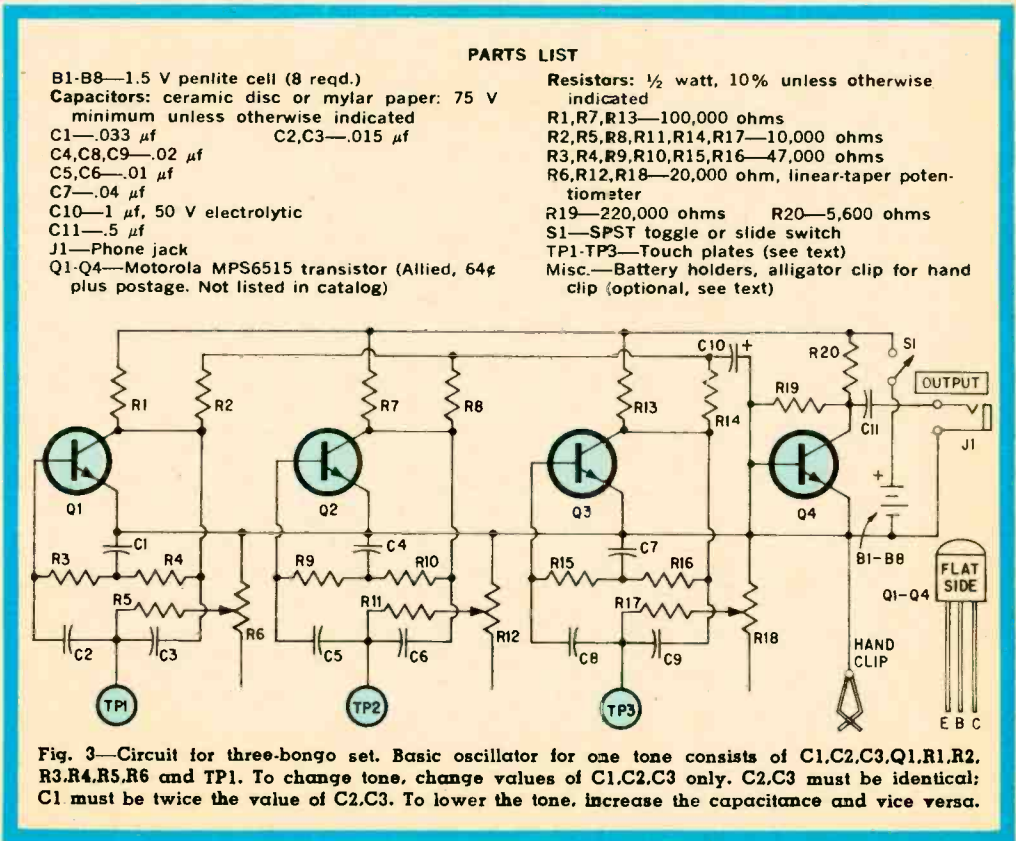 PARTS LIST
B1-B8—1.5 V penlite cell (8 reqd.)
Capacitors: ceramic disc or mylar paper: 75 V
minimum unless otherwise indicated
C1—.033 μf C2,C3—.015 μf
C4,C8,C9—.02 μf
C5,C6—.01 μf
C7—.04 μf
C10—1 μf, 50 V electrolytic
C11—.5 μf
J1—Phone jack
Q1-Q4—Motorola MPS6515 transistor (Allied, 64¢
plus postage. Not listed in catalog)
Resistars: ½ watt, 10% unless otherwise
indicated
R1,R7,R13—100,000 ohms
R2,R5,R8,R11,R14,R17—10,000 ohms
R3,R4,R9,R10,R15,R16—47,000 ohms
R6,R12,R18—20,000 ohm, linear-taper poten-
tiometer
R19—220,000 ohms R20—5,600 ohms
S1—SPST toggle or slide switch
TP1-TP3—Touch plates (see text)
Misc.—Battery holders, alligator clip for hand
clip (optional, see text)
R1
R2
R7
R8
R13
C10
+
R14
R20
R19
S1
OUTPUT
C11
J1
Q1
Q2
Q3
Q4
+
B1-B8
C1
R3
R4
R5
R6
C2
C3
TP1
C4
R9
R10
R11
R12
C5
C6
TP2
C7
R15
R16
R17
R18
C8
C9
TP3
HAND
CLIP
Q1-Q4
FLAT
SIDE
E B C
Fig. 3—Circuit for three-bongo set. Basic oscillator for one tone consists of C1,C2,C3,Q1,R1,R2,
R3,R4,R5,R6 and TP1. To change tone, change values of C1,C2,C3 only. C2,C3 must be identical;
C1 must be twice the value of C2,C3. To lower the tone, increase the capacitance and vice versa.